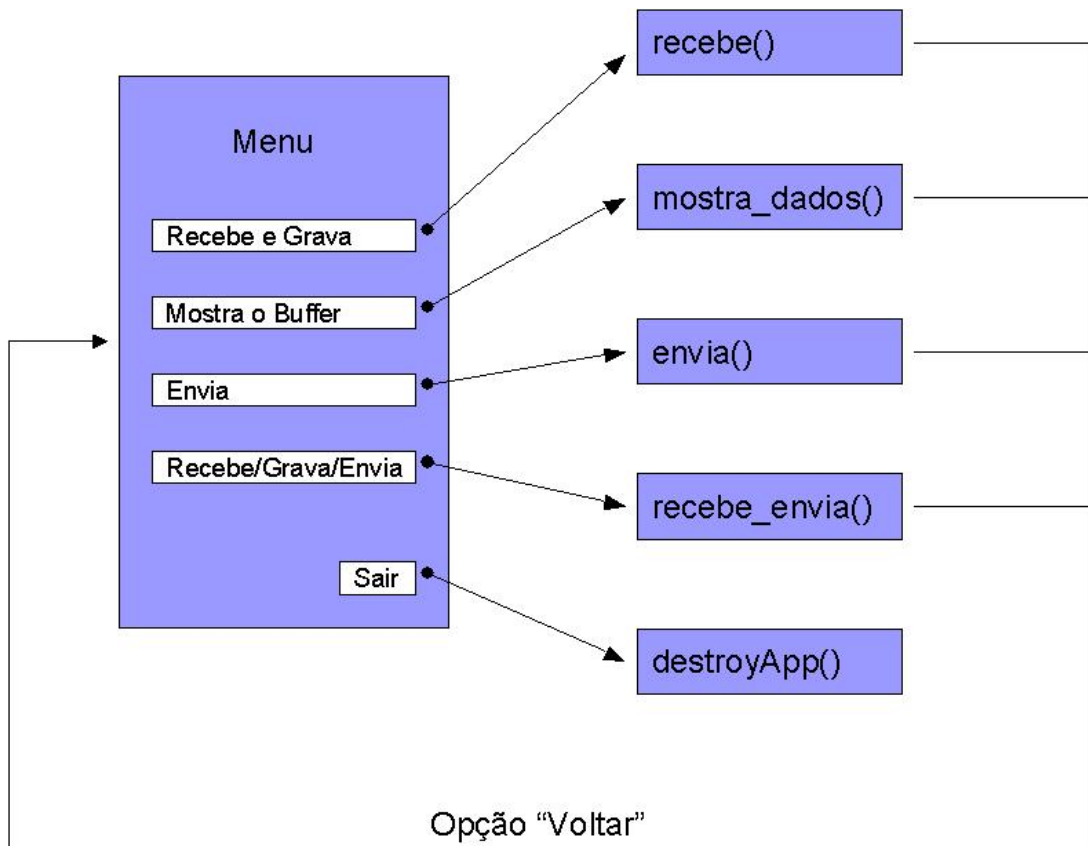 Menu
Recebe e Grava
Mostra o Buffer
Envia
Recebe/Grava/Envia
Sair
recebe()
mostra_dados()
envia()
recebe_envia()
destroyApp()
Opção “Voltar”